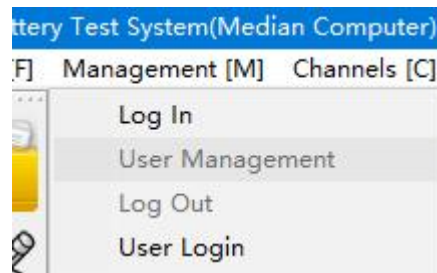 ttery Test System(Median Computer)
[F] Management [M] Channels [C]
Log In
User Management
Log Out
User Login